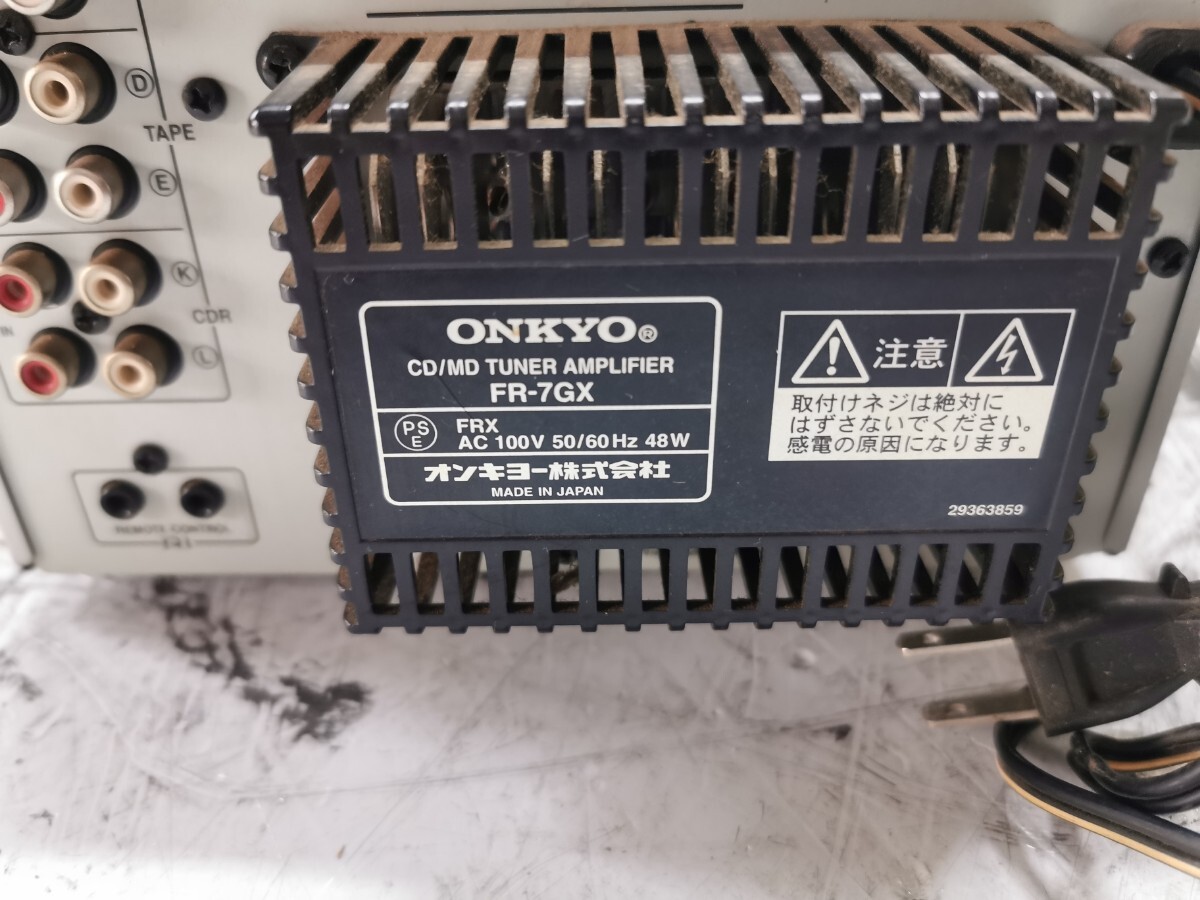 D
TAPE
E
K
CDR
IN
L
REMOTE CONTROL
ONKYO®
CD/MD TUNER AMPLIFIER
FR-7GX
PS
E
FRX
AC 100V 50/60Hz 48W
オンキヨー株式会社
MADE IN JAPAN
注意
取付けネジは絶対に
はずさないでください。
感電の原因になります。
29363859